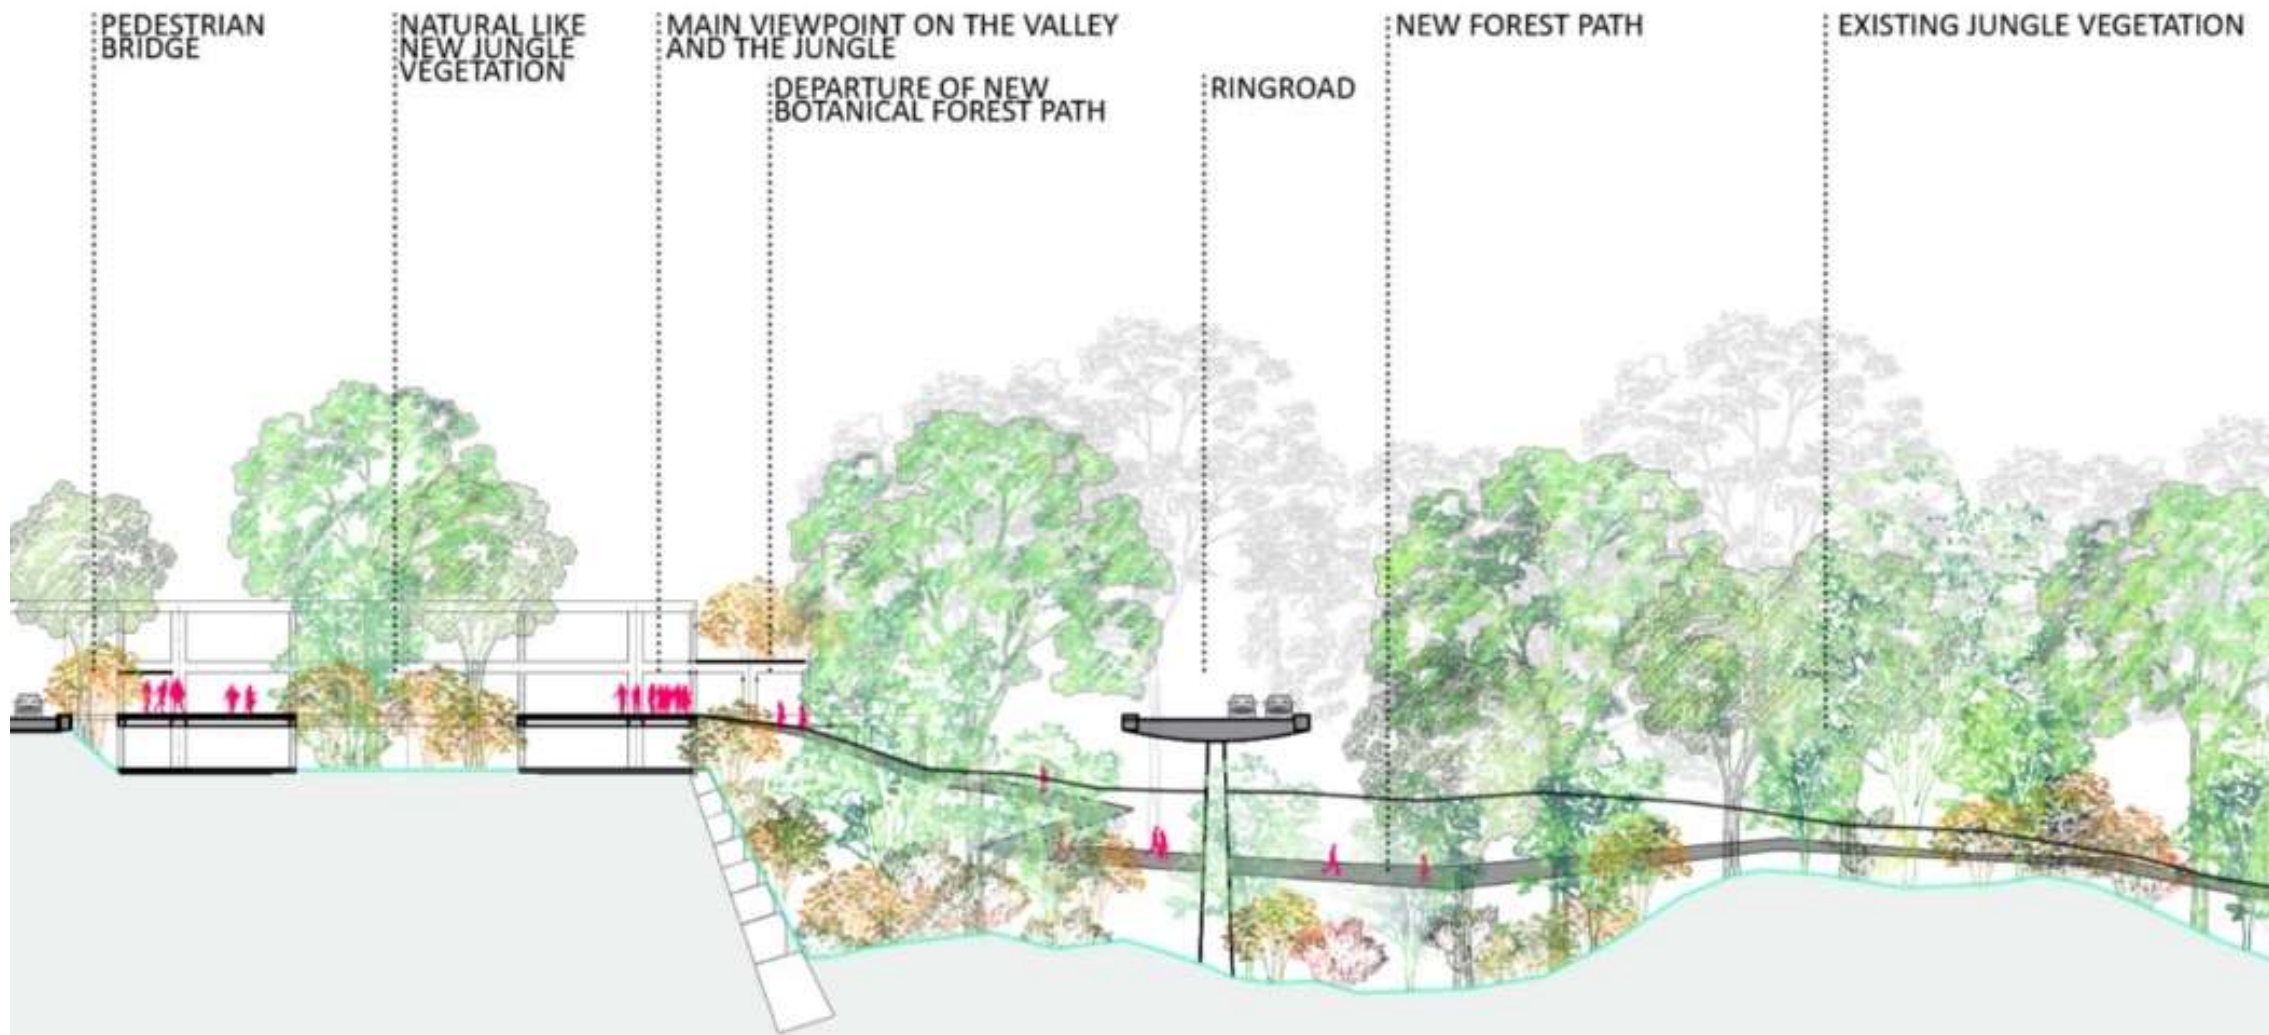 PEDESTRIAN
BRIDGE
NATURAL LIKE
NEW JUNGLE
VEGETATION
MAIN VIEWPOINT ON THE VALLEY
AND THE JUNGLE
DEPARTURE OF NEW
BOTANICAL FOREST PATH
RINGROAD
NEW FOREST PATH
EXISTING JUNGLE VEGETATION